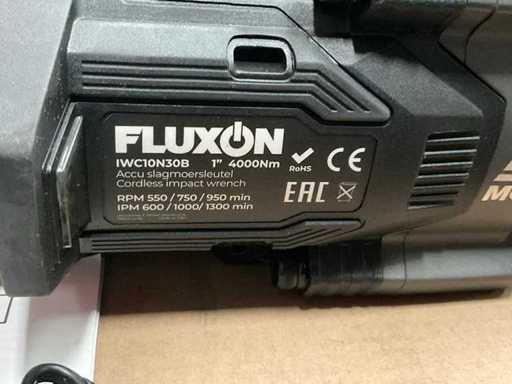 FLUXON
IWC10N30B 1" 4000Nm
Accu slagmoersleutel
Cordless impact wrench
RPM 550 / 750 / 950 min
IPM 600 / 1000/ 1300 min
RoHS
CE
EAC